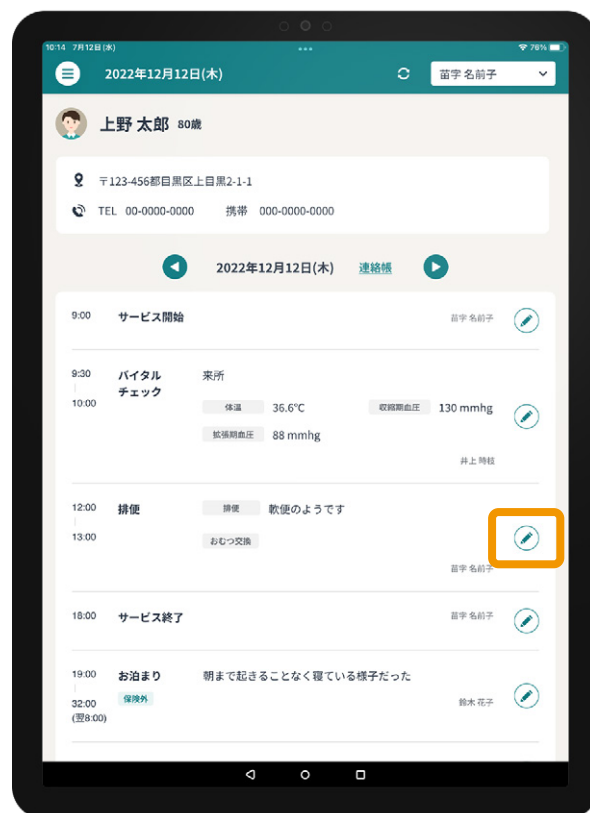 10:14 7月12日(水) 76%
2022年12月12日(木) 苗字 名前子
上野 太郎 80歳
〒123-456都目黒区上目黒2-1-1
TEL 00-0000-0000 携帯 000-0000-0000
2022年12月12日(木) 連絡帳
9:00 サービス開始 苗字 名前子
9:30 バイタル 来所
チェック
10:00 体温 36.6℃ 収縮期血圧 130 mmhg
拡張期血圧 88 mmhg
井上 時枝
12:00 排便 排便 軟便のようです
13:00 おむつ交換
苗字 名前子
18:00 サービス終了 苗字 名前子
19:00 お泊まり 朝まで起きることなく寝ている様子だった
32:00 保険外 鈴木 花子
(翌8:00)